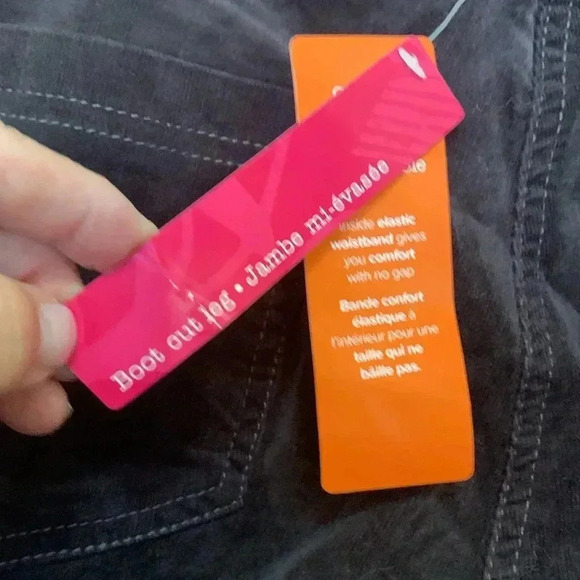 Boot cut leg • Jambe mi-évasée
inside elastic
waistband gives
you comfort
with no gap
Bande confort
élastique à
l'intérieur pour une
taille qui ne
bâille pas.